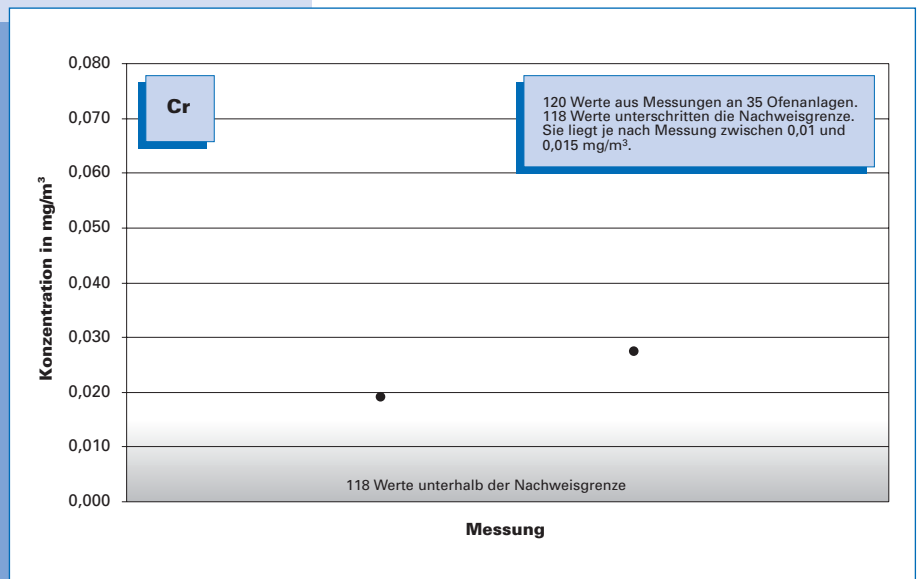 Cr
120 Werte aus Messungen an 35 Ofenanlagen.
118 Werte unterschritten die Nachweisgrenze.
Sie liegt je nach Messung zwischen 0,01 und
0,015 mg/m³.
Konzentration in mg/m³
0,080
0,070
0,060
0,050
0,040
0,030
0,020
0,010
0,000
118 Werte unterhalb der Nachweisgrenze
Messung